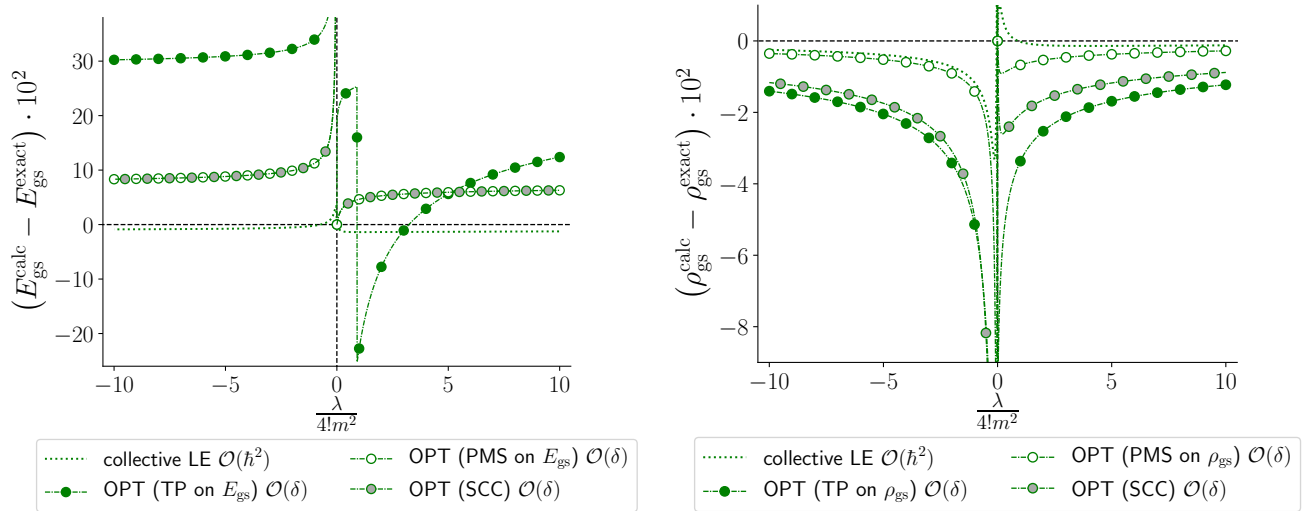 (E_gs^calc − E_gs^exact) · 10^2
30
20
10
0
−10
−20
−10
−5
0
5
10
λ
4!m^2
collective LE O(ħ^2)
OPT (TP on E_gs) O(δ)
OPT (PMS on E_gs) O(δ)
OPT (SCC) O(δ)
(ρ_gs^calc − ρ_gs^exact) · 10^2
0
−2
−4
−6
−8
−10
−5
0
5
10
λ
4!m^2
collective LE O(ħ^2)
OPT (TP on ρ_gs) O(δ)
OPT (PMS on ρ_gs) O(δ)
OPT (SCC) O(δ)